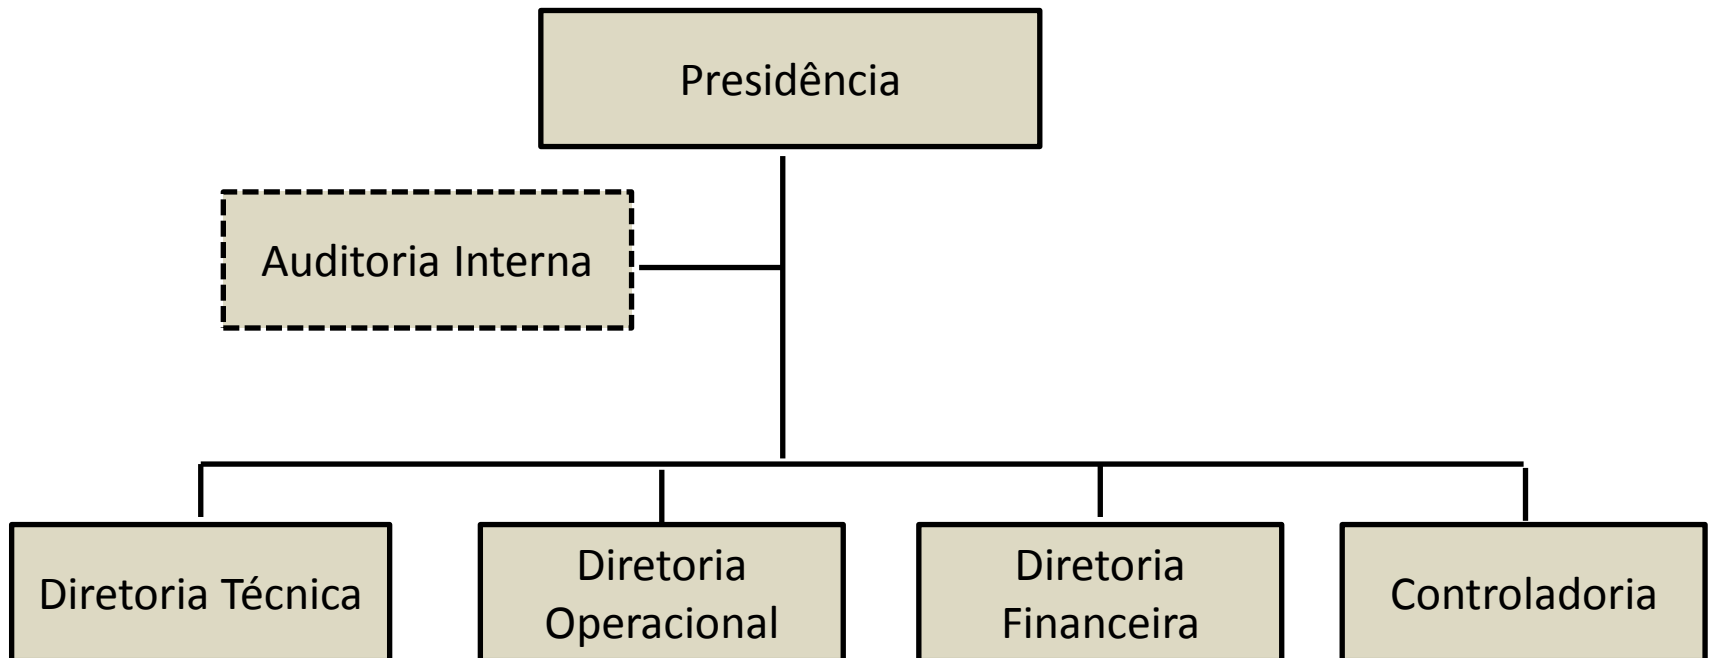 Presidência
Auditoria Interna
Diretoria Técnica
Diretoria
Operacional
Diretoria
Financeira
Controladoria